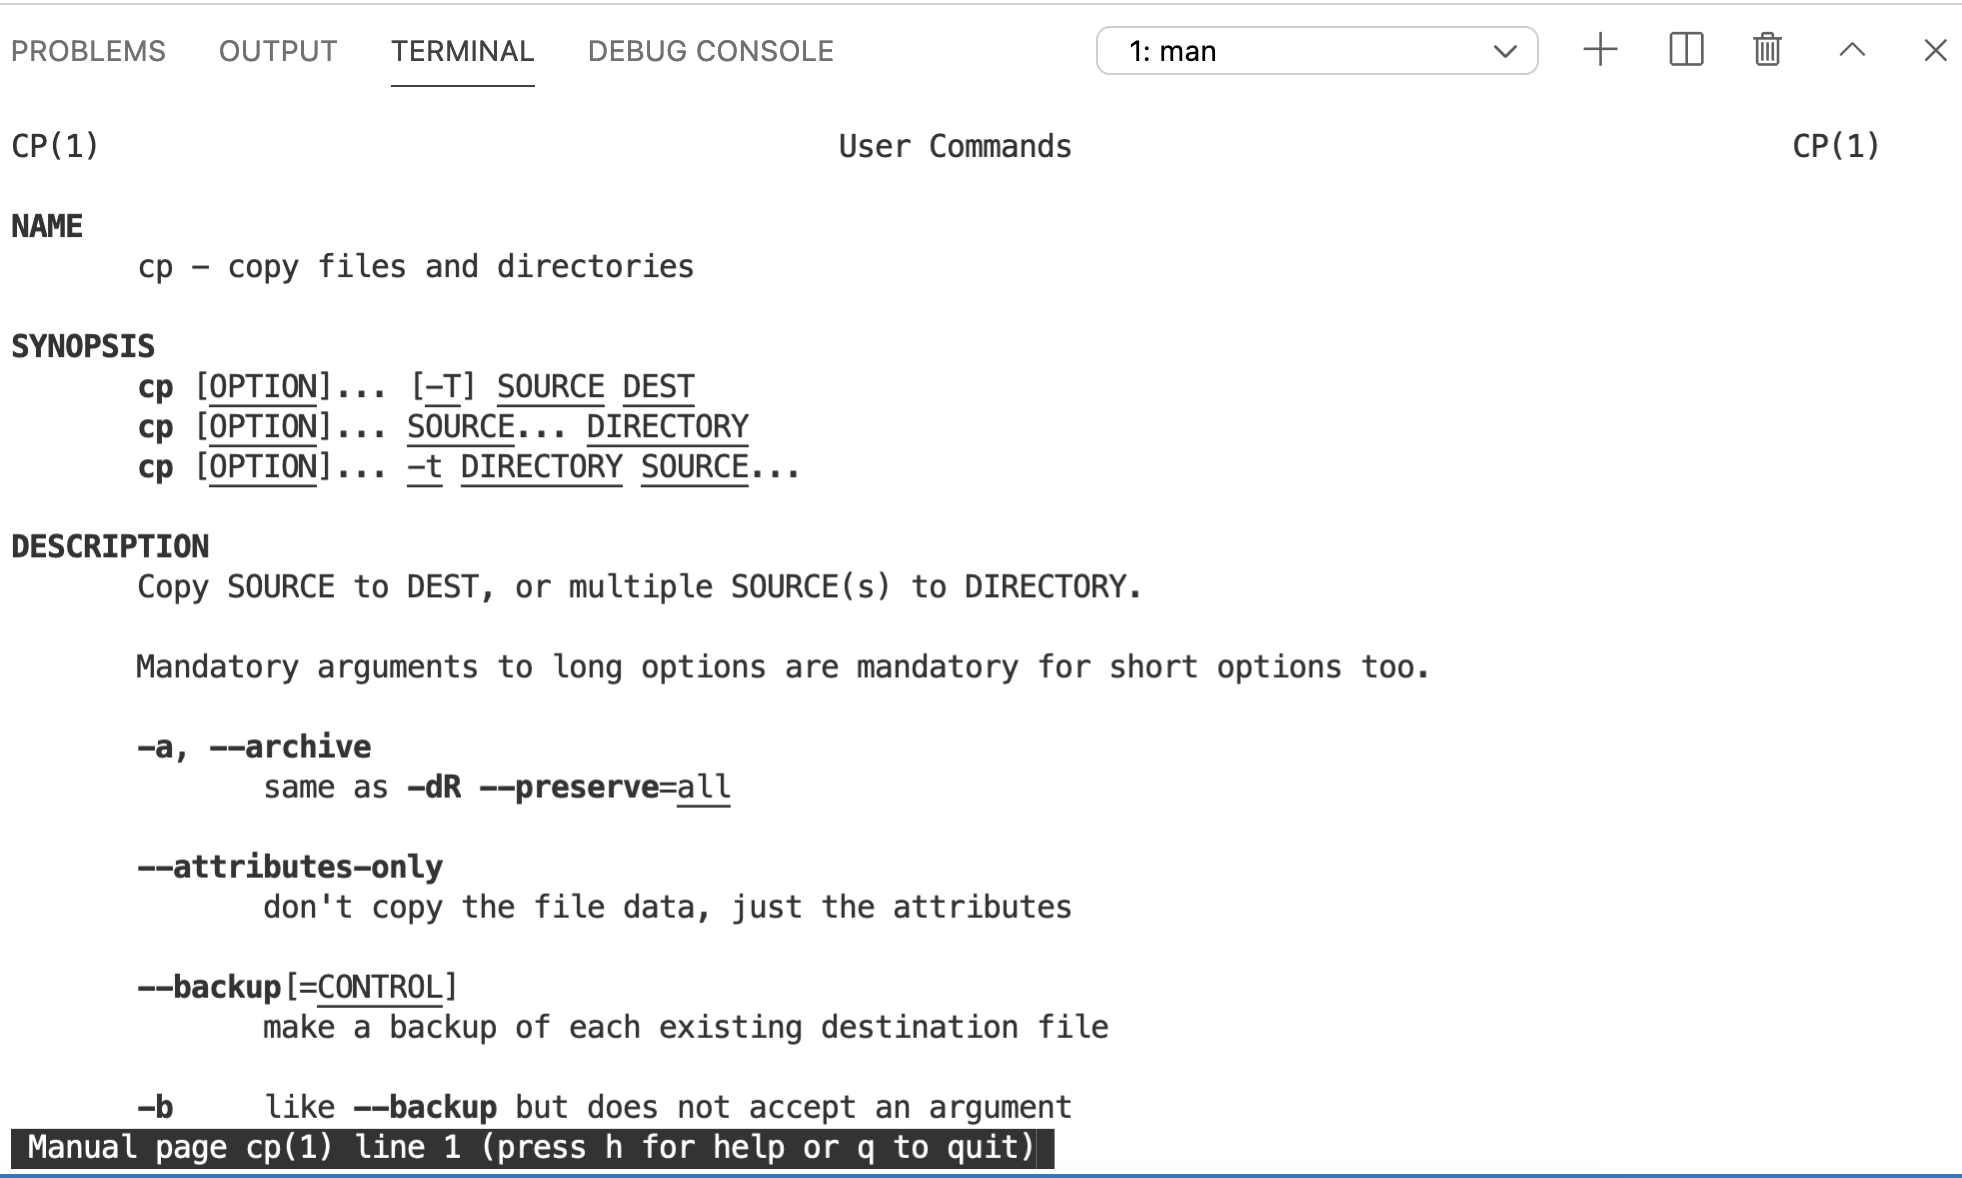 PROBLEMS OUTPUT TERMINAL DEBUG CONSOLE 1: man
CP(1) User Commands CP(1)
NAME
cp - copy files and directories
SYNOPSIS
cp [OPTION]... [-T] SOURCE DEST
cp [OPTION]... SOURCE... DIRECTORY
cp [OPTION]... -t DIRECTORY SOURCE...
DESCRIPTION
Copy SOURCE to DEST, or multiple SOURCE(s) to DIRECTORY.
Mandatory arguments to long options are mandatory for short options too.
-a, --archive
same as -dR --preserve=all
--attributes-only
don't copy the file data, just the attributes
--backup[=CONTROL]
make a backup of each existing destination file
-b like --backup but does not accept an argument
Manual page cp(1) line 1 (press h for help or q to quit)